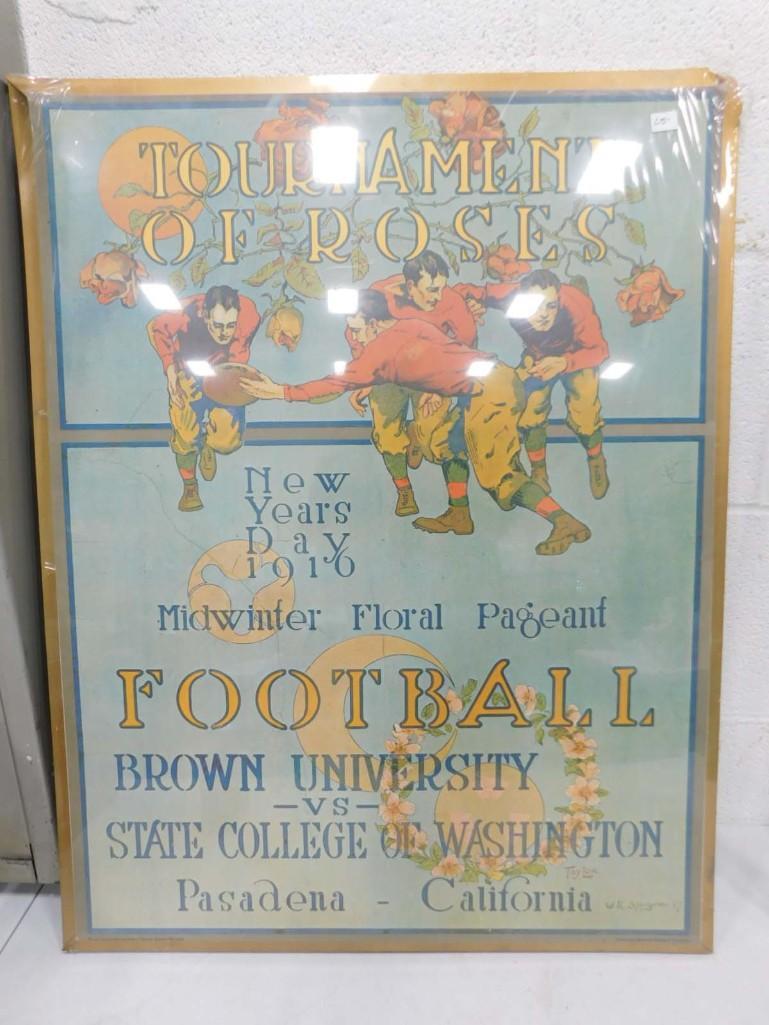 TOURNAMENT
OF ROSES
New
Years
Day
1916
Midwinter Floral Pageant
FOOTBALL
BROWN UNIVERSITY
-VS-
STATE COLLEGE OF WASHINGTON
Taylor
Pasadena - California